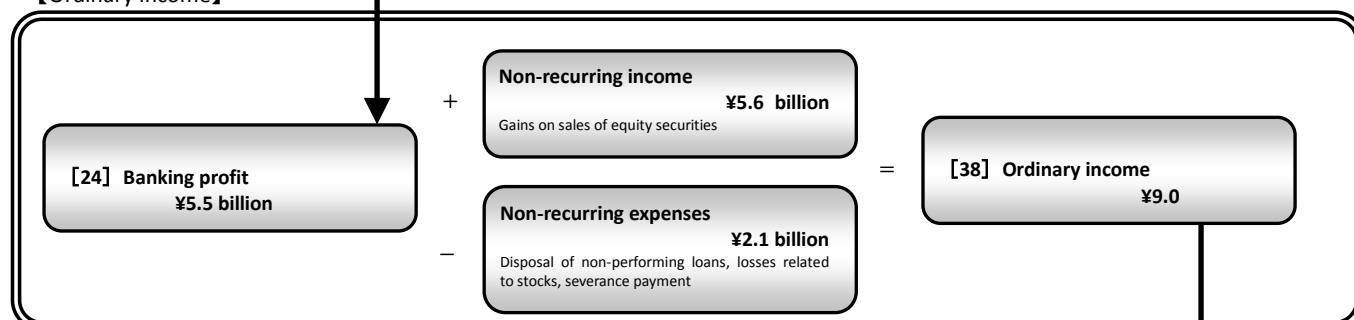 【Ordinary Income】
+
Non-recurring income
¥5.6 billion
Gains on sales of equity securities
[24] Banking profit
¥5.5 billion
=
[38] Ordinary income
¥9.0
−
Non-recurring expenses
¥2.1 billion
Disposal of non-performing loans, losses related
to stocks, severance payment